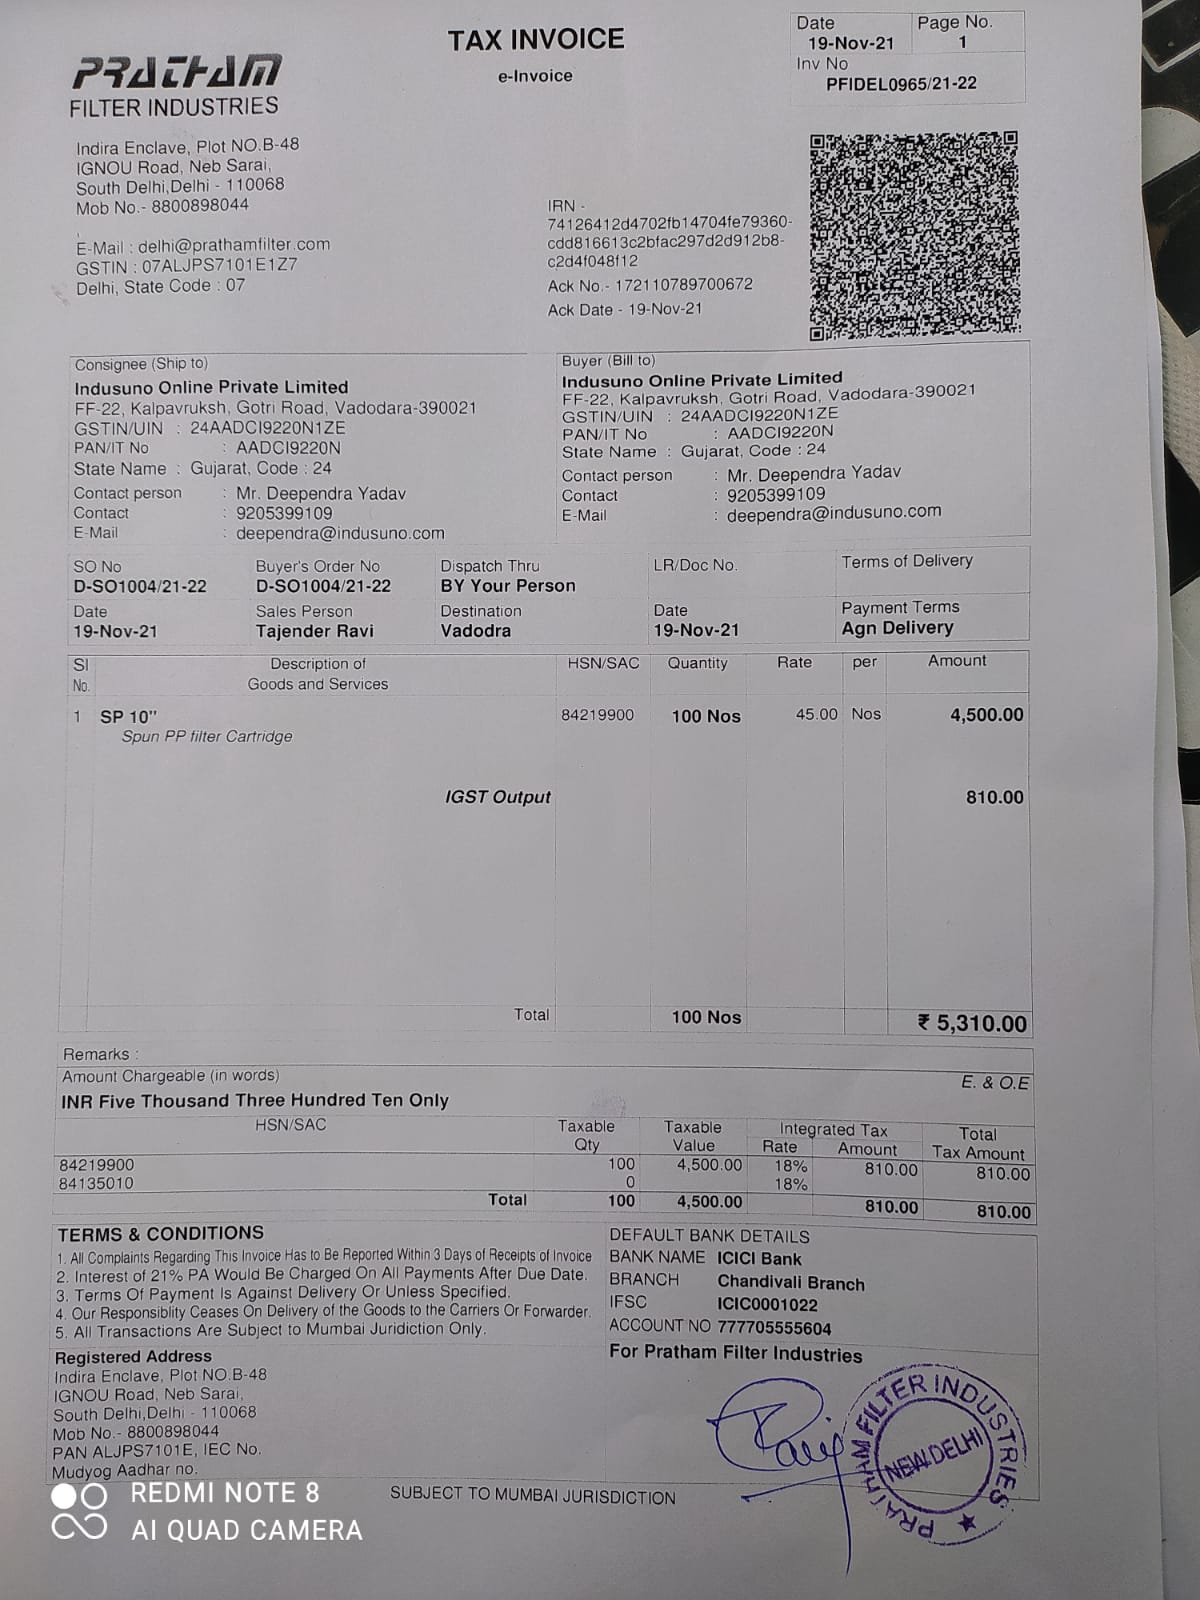 PRATHAM
FILTER INDUSTRIES
TAX INVOICE
e-Invoice
Date
19-Nov-21
Page No.
1
Inv No
PFIDEL0965/21-22
Indira Enclave, Plot NO.B-48
IGNOU Road, Neb Sarai,
South Delhi,Delhi - 110068
Mob No.- 8800898044
,
E-Mail : delhi@prathamfilter.com
GSTIN : 07ALJPS7101E1Z7
Delhi, State Code : 07
IRN -
74126412d4702fb14704fe79360-
cdd816613c2bfac297d2d912b8-
c2d4f048f12
Ack No.- 172110789700672
Ack Date - 19-Nov-21
Consignee (Ship to)
Indusuno Online Private Limited
FF-22, Kalpavruksh, Gotri Road, Vadodara-390021
GSTIN/UIN : 24AADCI9220N1ZE
PAN/IT No : AADCI9220N
State Name : Gujarat, Code : 24
Contact person : Mr. Deependra Yadav
Contact : 9205399109
E-Mail : deependra@indusuno.com
Buyer (Bill to)
Indusuno Online Private Limited
FF-22, Kalpavruksh, Gotri Road, Vadodara-390021
GSTIN/UIN : 24AADCI9220N1ZE
PAN/IT No : AADCI9220N
State Name : Gujarat, Code : 24
Contact person : Mr. Deependra Yadav
Contact : 9205399109
E-Mail : deependra@indusuno.com
SO No Buyer's Order No Dispatch Thru LR/Doc No. Terms of Delivery
D-SO1004/21-22 D-SO1004/21-22 BY Your Person
Date Sales Person Destination Date Payment Terms
19-Nov-21 Tajender Ravi Vadodra 19-Nov-21 Agn Delivery
Sl Description of HSN/SAC Quantity Rate per Amount
No. Goods and Services
1 SP 10" 84219900 100 Nos 45.00 Nos 4,500.00
Spun PP filter Cartridge
IGST Output 810.00
Total 100 Nos ₹ 5,310.00
Remarks :
Amount Chargeable (in words) E. & O.E
INR Five Thousand Three Hundred Ten Only
HSN/SAC Taxable Taxable Integrated Tax Total
Qty Value Rate Amount Tax Amount
84219900 100 4,500.00 18% 810.00 810.00
84135010 0 18%
Total 100 4,500.00 810.00 810.00
TERMS & CONDITIONS
1. All Complaints Regarding This Invoice Has to Be Reported Within 3 Days of Receipts of Invoice
2. Interest of 21% PA Would Be Charged On All Payments After Due Date.
3. Terms Of Payment Is Against Delivery Or Unless Specified.
4. Our Responsiblity Ceases On Delivery of the Goods to the Carriers Or Forwarder.
5. All Transactions Are Subject to Mumbai Juridiction Only.
Registered Address
Indira Enclave, Plot NO.B-48
IGNOU Road, Neb Sarai,
South Delhi,Delhi - 110068
Mob No.- 8800898044
PAN ALJPS7101E, IEC No.
Mudyog Aadhar no.
DEFAULT BANK DETAILS
BANK NAME ICICI Bank
BRANCH Chandivali Branch
IFSC ICIC0001022
ACCOUNT NO 777705555604
For Pratham Filter Industries
PRATHAM FILTER INDUSTRIES
NEW DELHI
SUBJECT TO MUMBAI JURISDICTION
REDMI NOTE 8
AI QUAD CAMERA